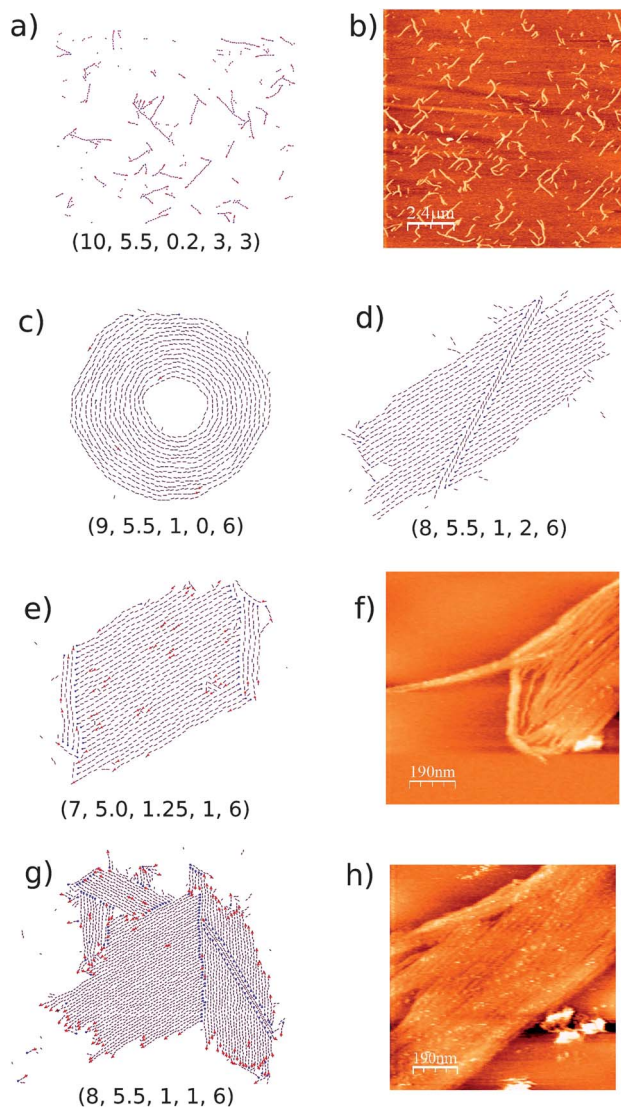 a)
b)
2.4μm
(10, 5.5, 0.2, 3, 3)
c)
d)
(9, 5.5, 1, 0, 6)
(8, 5.5, 1, 2, 6)
e)
f)
190nm
(7, 5.0, 1.25, 1, 6)
g)
h)
190nm
(8, 5.5, 1, 1, 6)